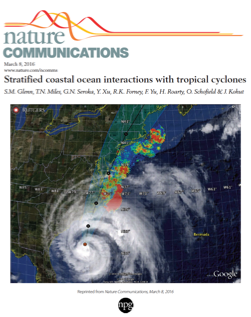 nature
COMMUNICATIONS
March 8, 2016
www.nature.com/ncomms
Stratified coastal ocean interactions with tropical cyclones
S.M. Glenn, T.N. Miles, G.N. Seroka, Y. Xu, R.K. Forney, F. Yu, H. Roarty, O. Schofield & J. Kohut
RUTGERS
Bermuda
Google
Reprinted from Nature Communications, March 8, 2016
npg